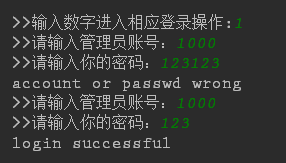 >>输入数字进入相应登录操作:1
>>请输入管理员账号：1000
>>请输入你的密码：123123
account or passwd wrong
>>请输入管理员账号：1000
>>请输入你的密码：123
login successful